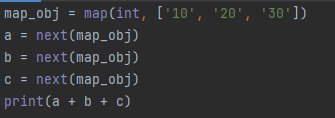 map_obj = map(int, ['10', '20', '30'])
a = next(map_obj)
b = next(map_obj)
c = next(map_obj)
print(a + b + c)